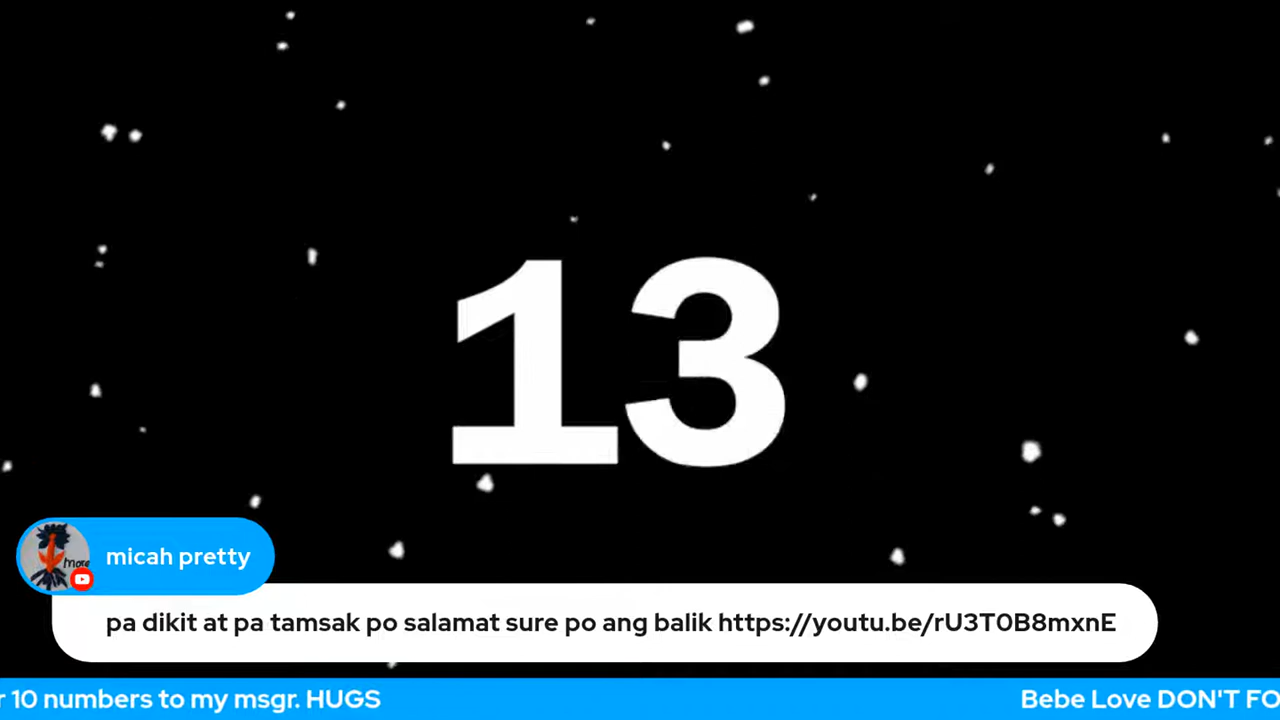 13
more
micah pretty
pa dikit at pa tamsak po salamat sure po ang balik https://youtu.be/rU3T0B8mxnE
r 10 numbers to my msgr. HUGS
Bebe Love DON'T FO